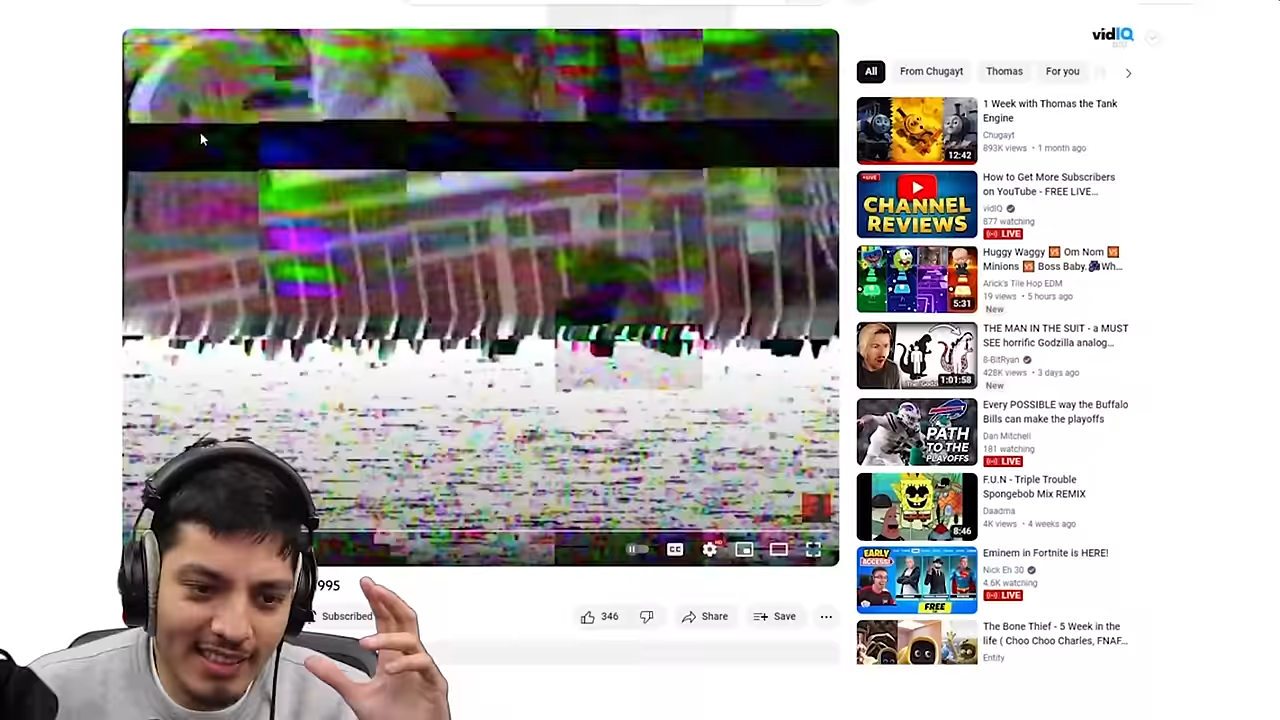 vidIQ
All
From Chugayt
Thomas
For you
1 Week with Thomas the Tank
Engine
Chugayt
893K views • 1 month ago
12:42
How to Get More Subscribers
on YouTube - FREE LIVE...
vidIQ
877 watching
LIVE
LIVE
CHANNEL
REVIEWS
Huggy Waggy 🆚 Om Nom 🆚
Minions 🆚 Boss Baby.🎆Wh...
Arick's Tile Hop EDM
19 views • 5 hours ago
New
5:31
THE MAN IN THE SUIT - a MUST
SEE horrific Godzilla analog...
8-BitRyan
428K views • 3 days ago
New
1:01:58
Every POSSIBLE way the Buffalo
Bills can make the playoffs
Dan Mitchell
181 watching
LIVE
PATH
TO THE
PLAYOFFS
F.U.N - Triple Trouble
Spongebob Mix REMIX
Daadma
4K views • 4 weeks ago
8:46
Eminem in Fortnite is HERE!
Nick Eh 30
4.6K watching
LIVE
EARLY
ACCESS!
FREE
The Bone Thief - 5 Week in the
life ( Choo Choo Charles, FNAF...
Entity
CC
HD
995
Subscribed
346
Share
Save